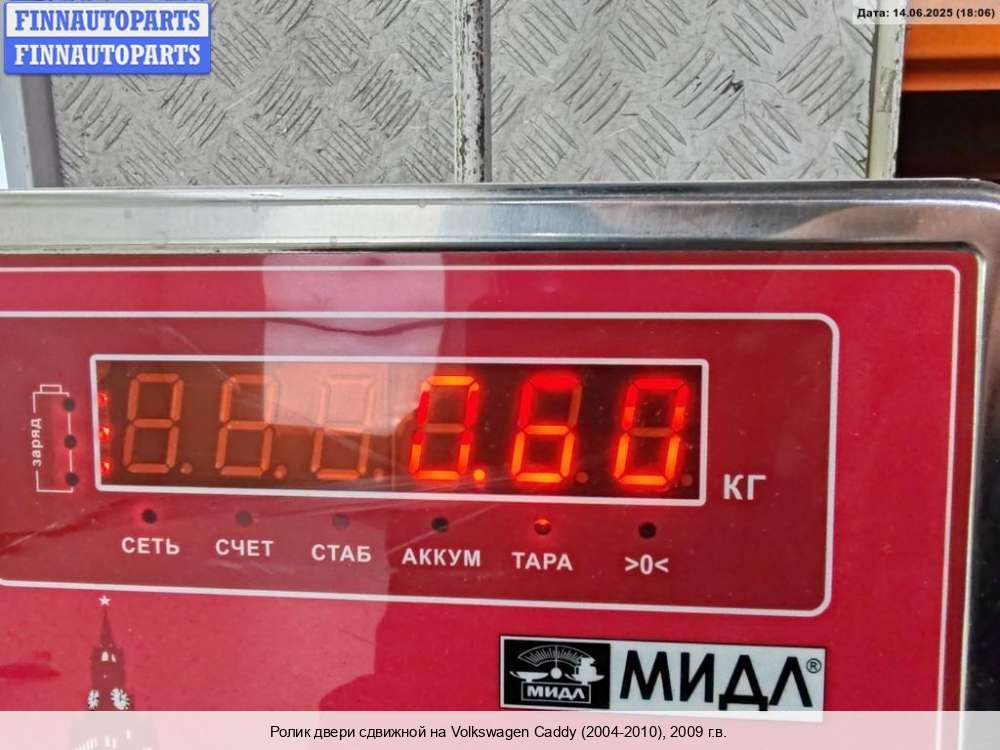 FINNAUTOPARTS
FINNAUTOPARTS
Дата: 14.06.2025 (18:06)
заряд
0.60
КГ
СЕТЬ СЧЕТ СТАБ АККУМ ТАРА >0<
МИДЛ
МИДЛ®
Ролик двери сдвижной на Volkswagen Caddy (2004-2010), 2009 г.в.